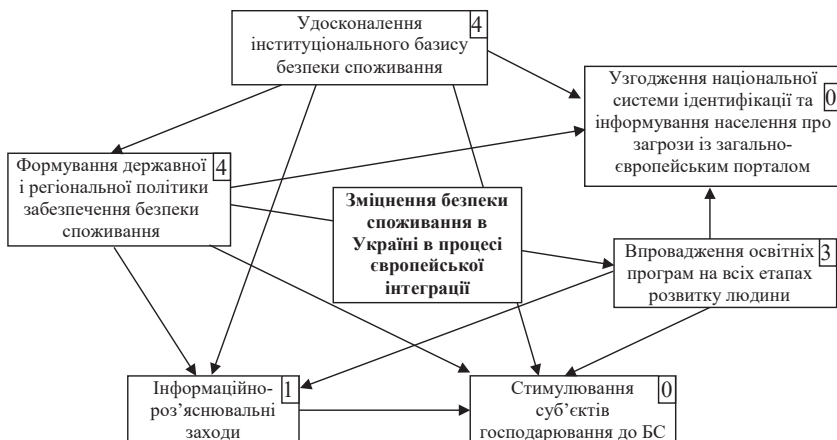 Удосконалення
інституціонального базису
безпеки споживання
4
Узгодження національної
системи ідентифікації та
інформування населення про
загрози із загально-
європейським порталом
0
Формування державної
і регіональної політики
забезпечення безпеки
споживання
4
Зміцнення безпеки
споживання в
Україні в процесі
європейської
інтеграції
Впровадження освітніх
програм на всіх етапах
розвитку людини
3
Інформаційно-
роз’яснювальні
заходи
1
Стимулювання
суб’єктів
господарювання до БС
0